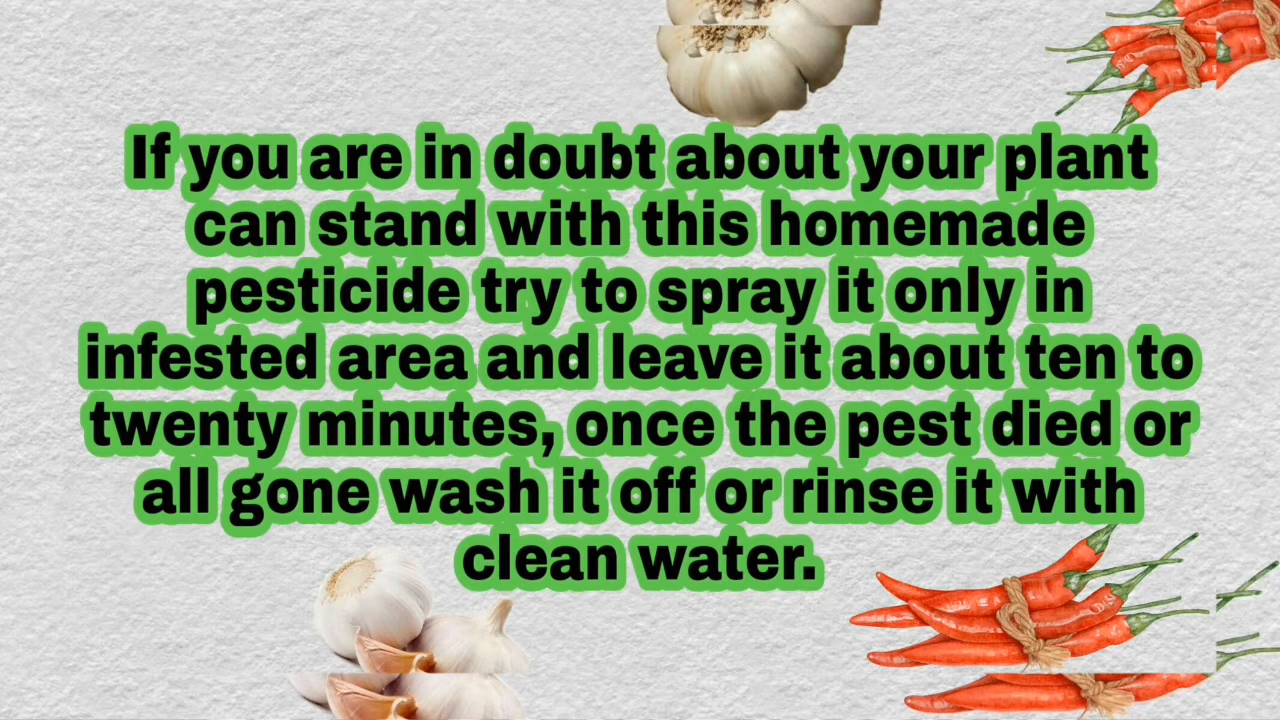 If you are in doubt about your plant
can stand with this homemade
pesticide try to spray it only in
infested area and leave it about ten to
twenty minutes, once the pest died or
all gone wash it off or rinse it with
clean water.